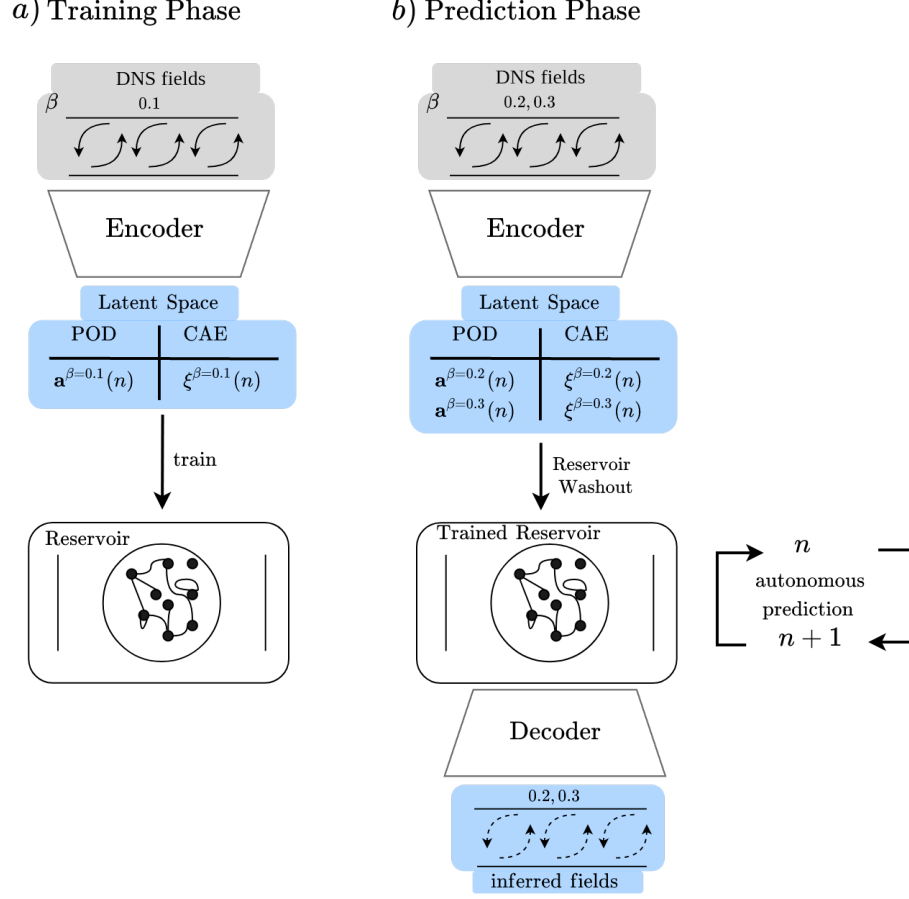 a) Training Phase
DNS fields
β 0.1
Encoder
Latent Space
POD CAE
a^{β=0.1}(n) ξ^{β=0.1}(n)
train
Reservoir
b) Prediction Phase
DNS fields
β 0.2, 0.3
Encoder
Latent Space
POD CAE
a^{β=0.2}(n) ξ^{β=0.2}(n)
a^{β=0.3}(n) ξ^{β=0.3}(n)
Reservoir
Washout
Trained Reservoir
n
autonomous
prediction
n + 1
Decoder
0.2, 0.3
inferred fields